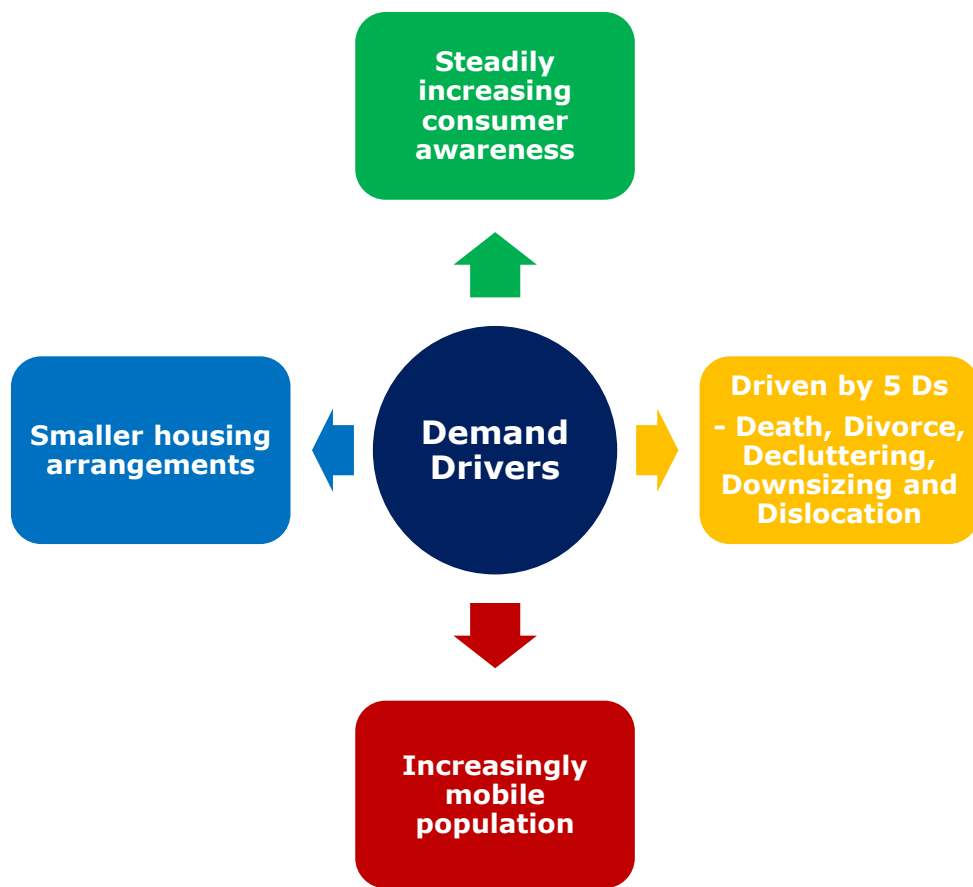 Steadily
increasing
consumer
awareness
Smaller housing
arrangements
Demand
Drivers
Driven by 5 Ds
- Death, Divorce,
Decluttering,
Downsizing and
Dislocation
Increasingly
mobile
population